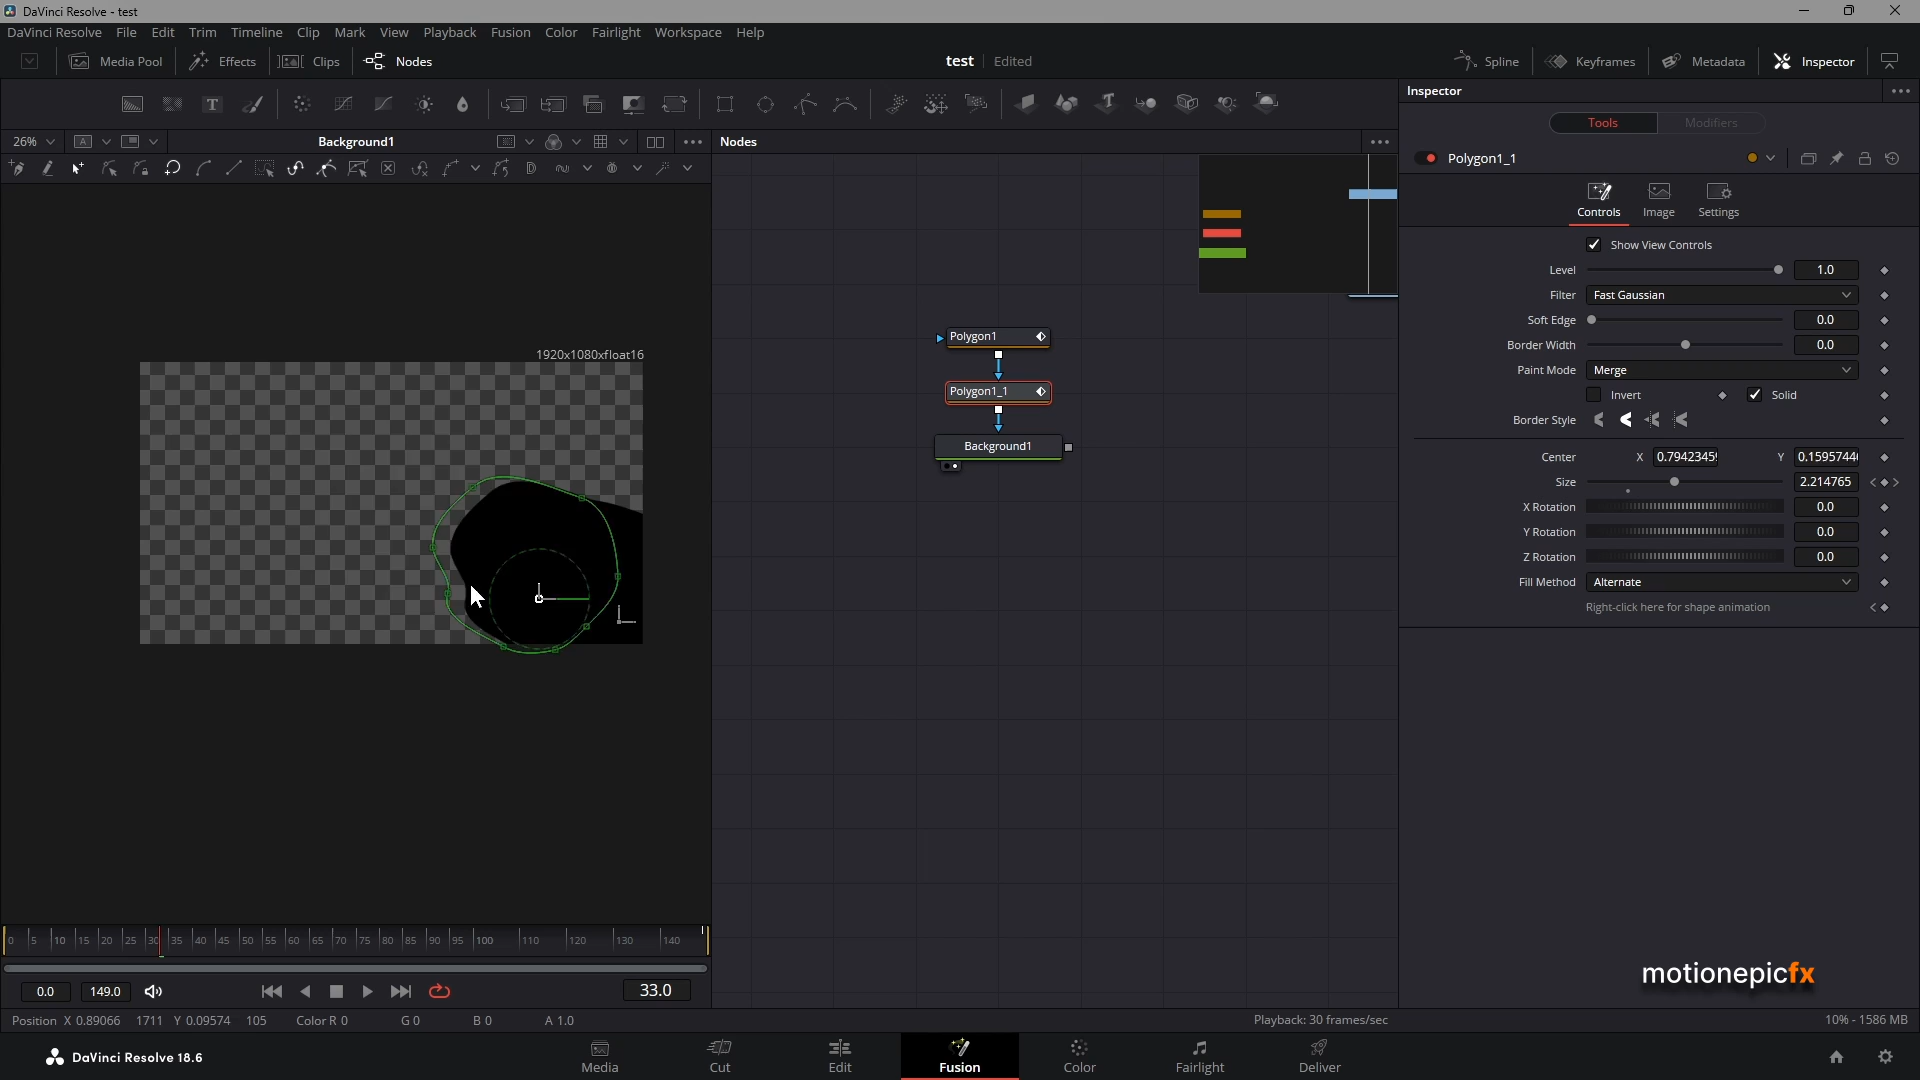 DaVinci Resolve - test
DaVinci Resolve File Edit Trim Timeline Clip Mark View Playback Fusion Color Fairlight Workspace Help
Media Pool Effects Clips Nodes test Edited Spline Keyframes Metadata Inspector
Inspector
Tools Modifiers
26% A Background1 Nodes
Polygon1_1
Controls Image Settings
Show View Controls
Level 1.0
Filter Fast Gaussian
Soft Edge 0.0
Border Width 0.0
Paint Mode Merge
Invert Solid
Border Style
Center X 0.7942345 Y 0.1595744
Size 2.214765
X Rotation 0.0
Y Rotation 0.0
Z Rotation 0.0
Fill Method Alternate
Right-click here for shape animation
1920x1080xfloat16
Polygon1
Polygon1_1
Background1
0 5 10 15 20 25 30 35 40 45 50 55 60 65 70 75 80 85 90 95 100 110 120 130 140
0.0 149.0 33.0
motionepicfx
Position X 0.89066 1711 Y 0.09574 105 Color R 0 G 0 B 0 A 1.0
Playback: 30 frames/sec 10% - 1586 MB
DaVinci Resolve 18.6
Media Cut Edit Fusion Color Fairlight Deliver